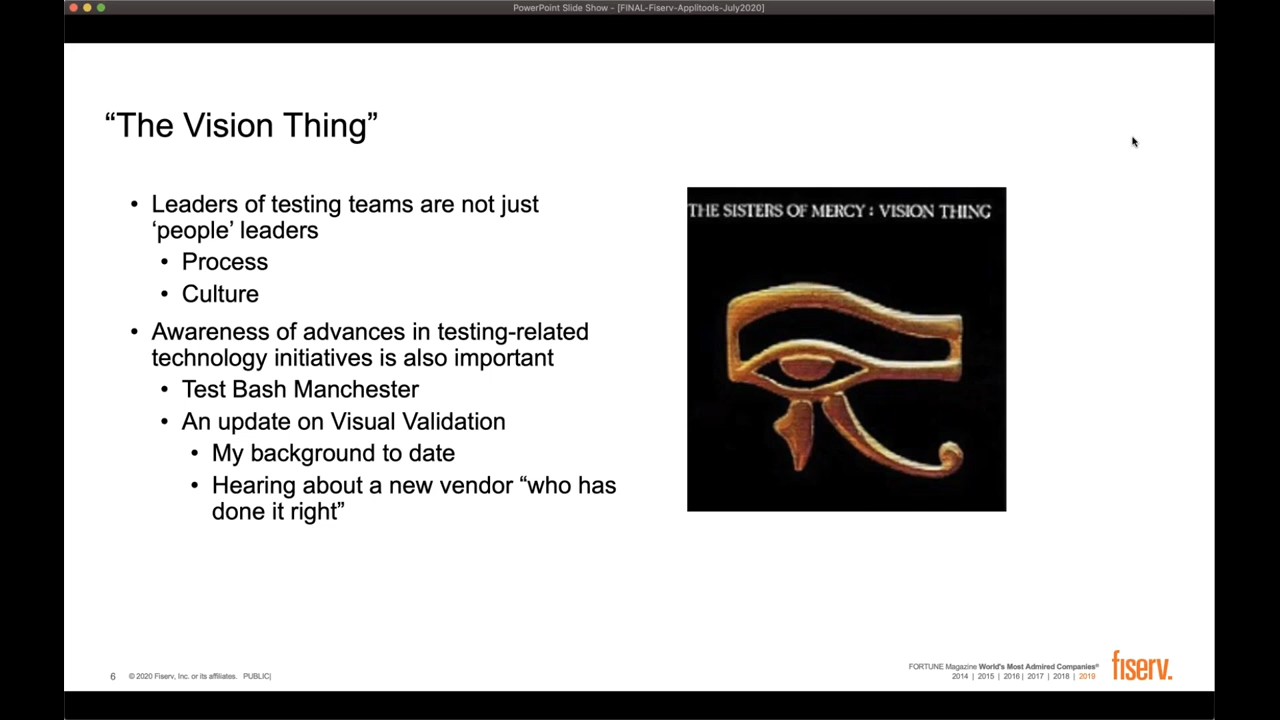 PowerPoint Slide Show - [FINAL-Fiserv-Applitools-July2020]
“The Vision Thing”
• Leaders of testing teams are not just
‘people’ leaders
• Process
• Culture
• Awareness of advances in testing-related
technology initiatives is also important
• Test Bash Manchester
• An update on Visual Validation
• My background to date
• Hearing about a new vendor “who has
done it right”
THE SISTERS OF MERCY : VISION THING
6 © 2020 Fiserv, Inc. or its affiliates. PUBLIC|
FORTUNE Magazine World's Most Admired Companies®
2014 | 2015 | 2016 | 2017 | 2018 | 2019
fiserv.